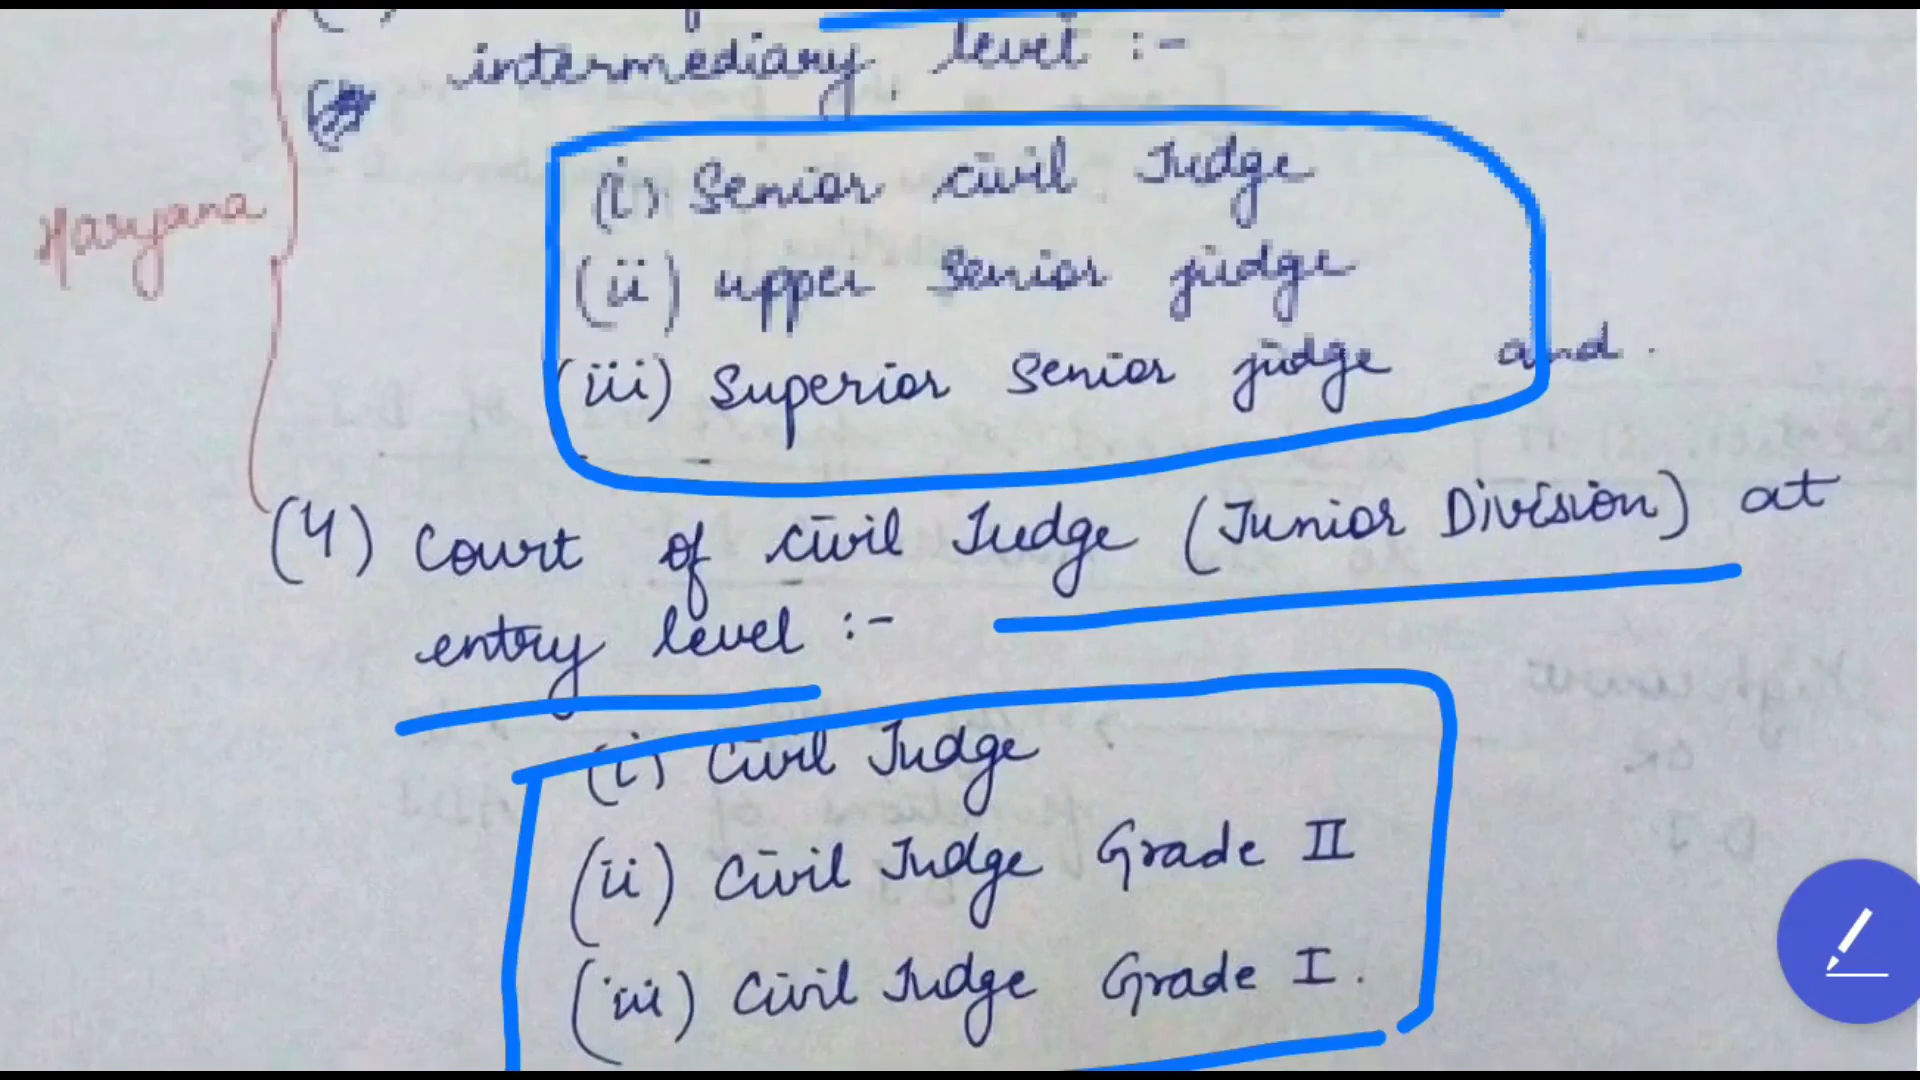 intermediary level :-
(i) Senior civil Judge
(ii) upper Senior judge
(iii) Superior Senior judge and.
Haryana
(4) Court of civil Judge (Junior Division) at
entry level :-
(i) Civil Judge
(ii) Civil Judge Grade II
(iii) Civil Judge Grade I.